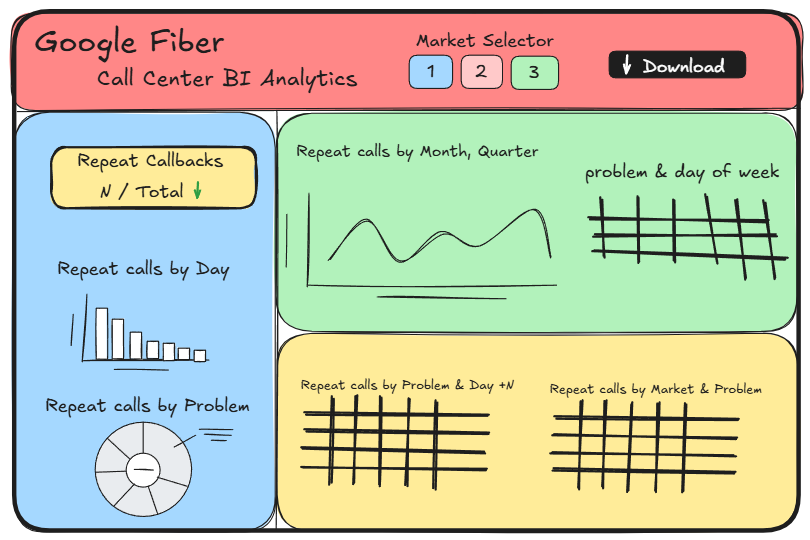 Google Fiber
Call Center BI Analytics
Market Selector
1 2 3
Download
Repeat Callbacks
N / Total
Repeat calls by Day
Repeat calls by Problem
Repeat calls by Month, Quarter
problem & day of week
Repeat calls by Problem & Day +N
Repeat calls by Market & Problem